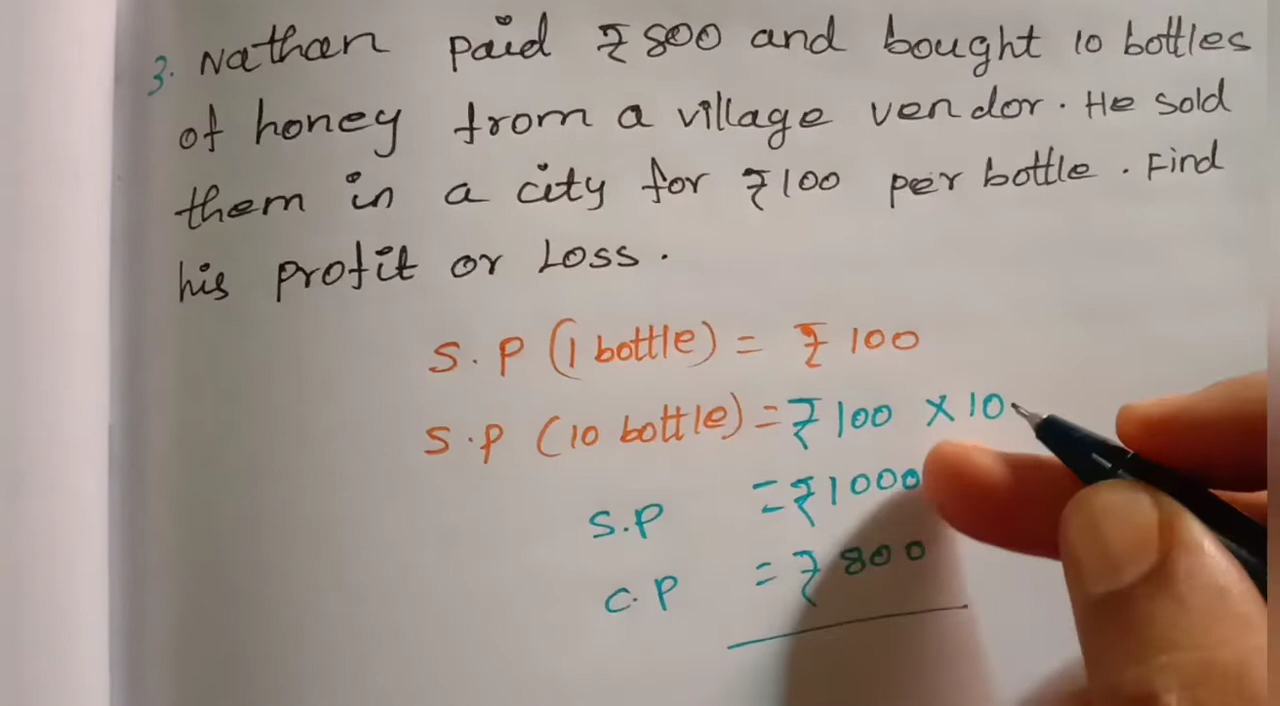 3. Nathan paid ₹800 and bought 10 bottles
of honey from a village vendor. He sold
them in a city for ₹100 per bottle. Find
his profit or Loss.
S.P (1 bottle) = ₹100
S.P (10 bottle) = ₹100 × 10
S.P = ₹1000
C.P = ₹800